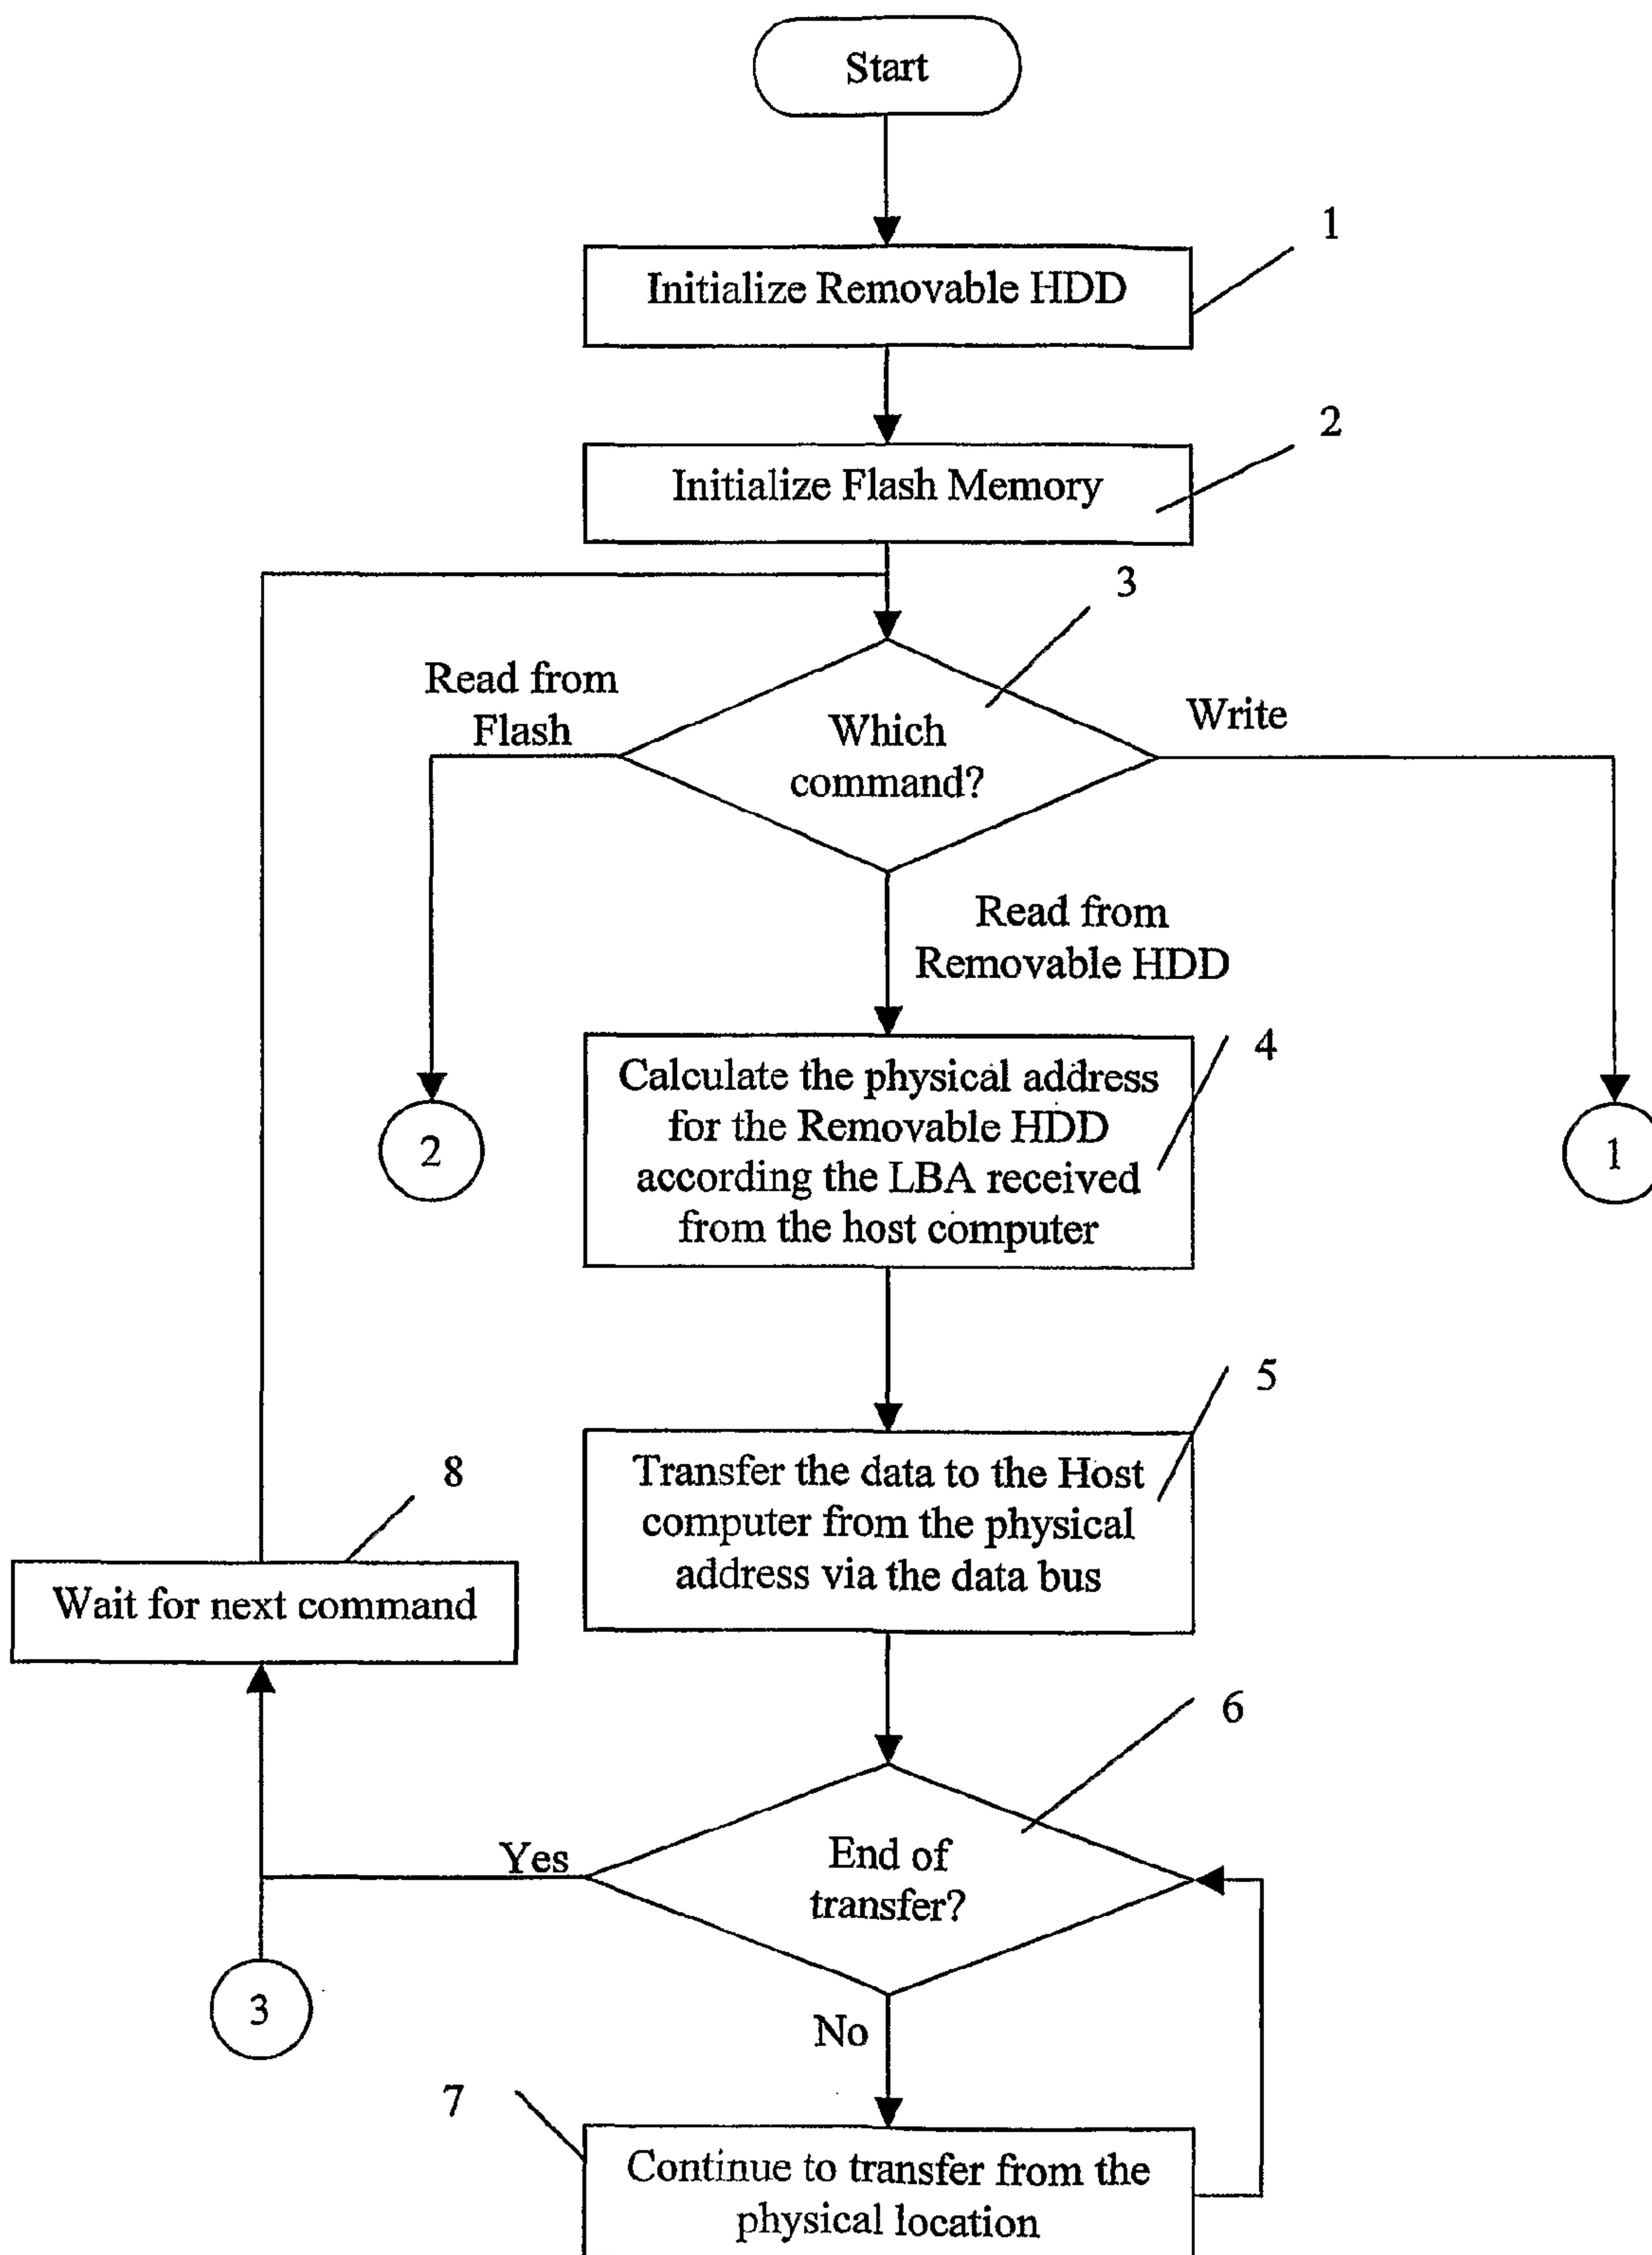 Start
1
Initialize Removable HDD
2
Initialize Flash Memory
3
Read from
Flash
Which
command?
Write
Read from
Removable HDD
4
Calculate the physical address
for the Removable HDD
according the LBA received
from the host computer
2
1
5
Transfer the data to the Host
computer from the physical
address via the data bus
8
Wait for next command
6
Yes
End of
transfer?
3
No
7
Continue to transfer from the
physical location